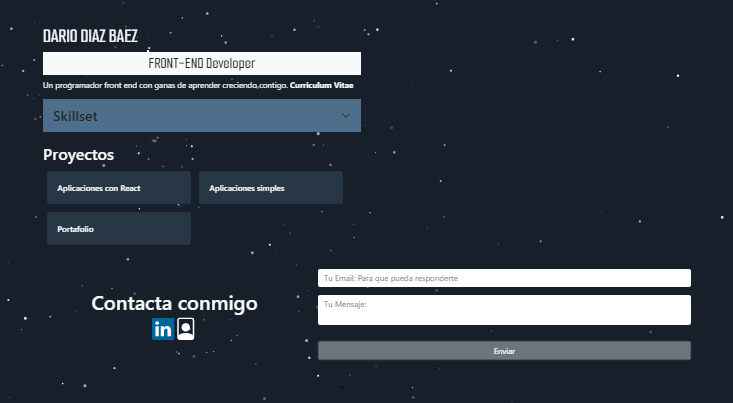 DARIO DIAZ BAEZ
FRONT-END Developer
Un programador front end con ganas de aprender creciendo contigo. Curriculum Vitae
Skillset
Proyectos
Aplicaciones con React
Aplicaciones simples
Portafolio
Contacta conmigo
in
Tu Email: Para que pueda responderte
Tu Mensaje:
Enviar